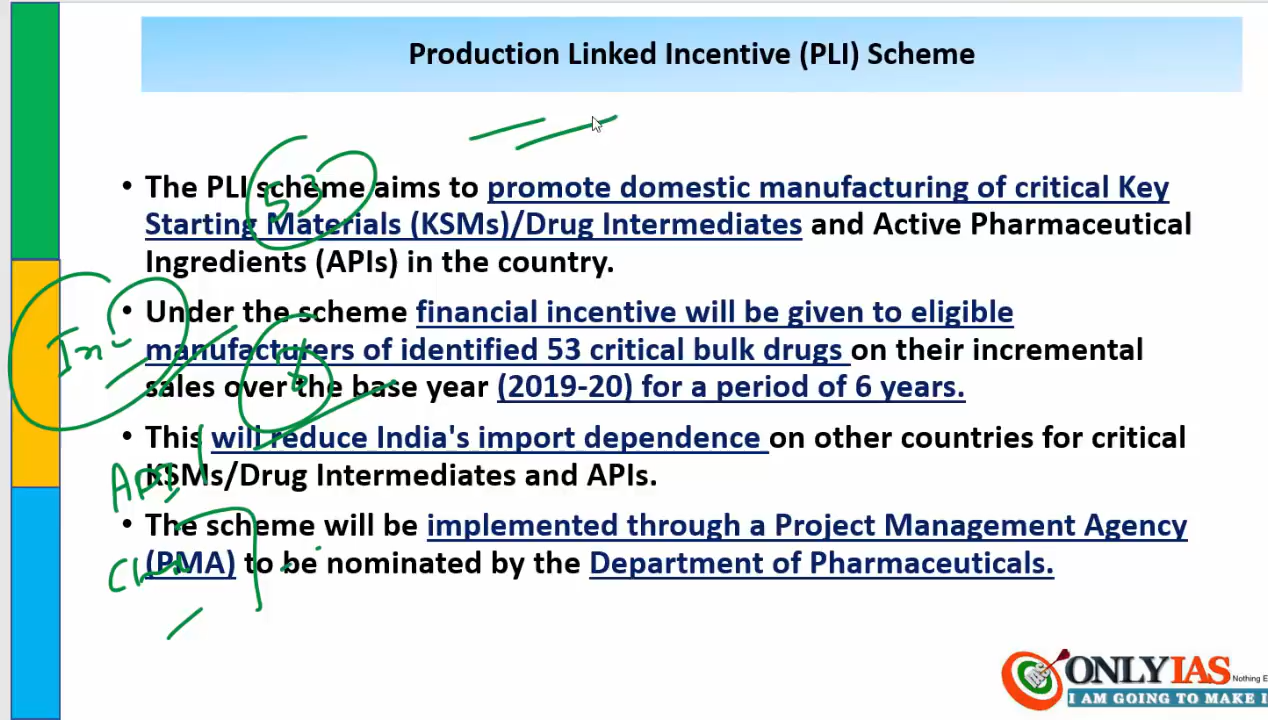 Production Linked Incentive (PLI) Scheme
• The PLI scheme aims to promote domestic manufacturing of critical Key
Starting Materials (KSMs)/Drug Intermediates and Active Pharmaceutical
Ingredients (APIs) in the country.
• Under the scheme financial incentive will be given to eligible
manufacturers of identified 53 critical bulk drugs on their incremental
sales over the base year (2019-20) for a period of 6 years.
• This will reduce India's import dependence on other countries for critical
KSMs/Drug Intermediates and APIs.
• The scheme will be implemented through a Project Management Agency
(PMA) to be nominated by the Department of Pharmaceuticals.
53
6
API
ONLYIAS
Nothing E
I AM GOING TO MAKE I